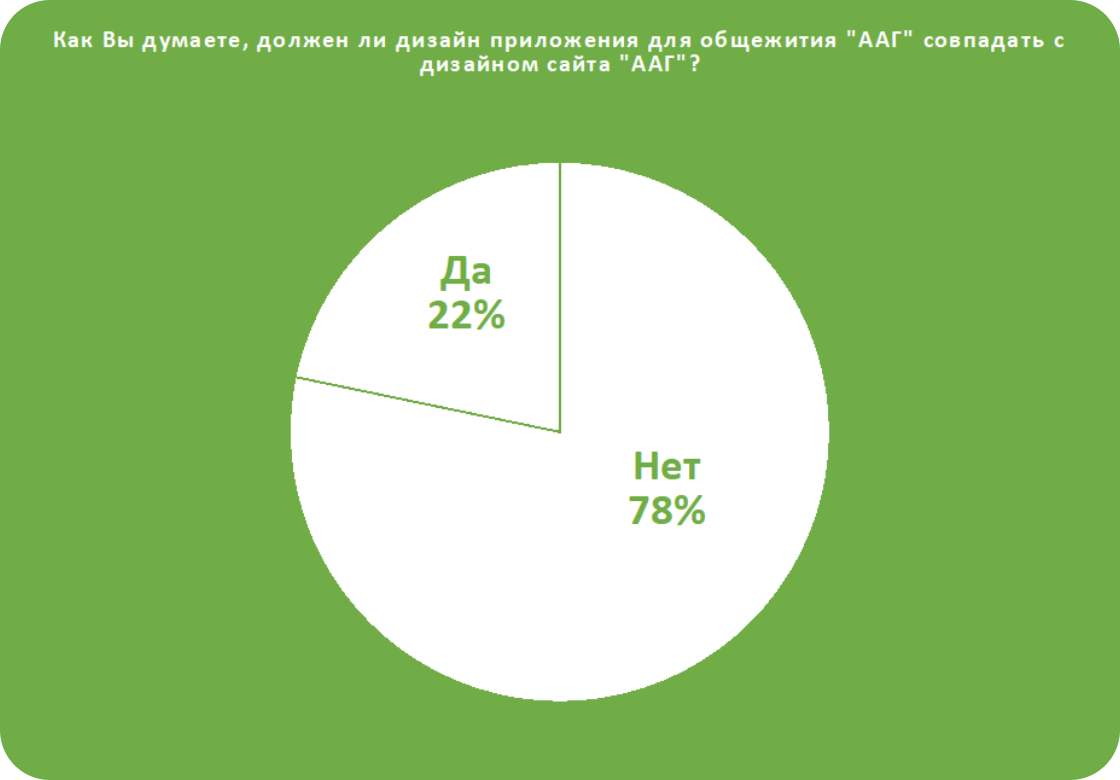 Как Вы думаете, должен ли дизайн приложения для общежития "ААГ" совпадать с
дизайном сайта "ААГ"?
Да
22%
Нет
78%